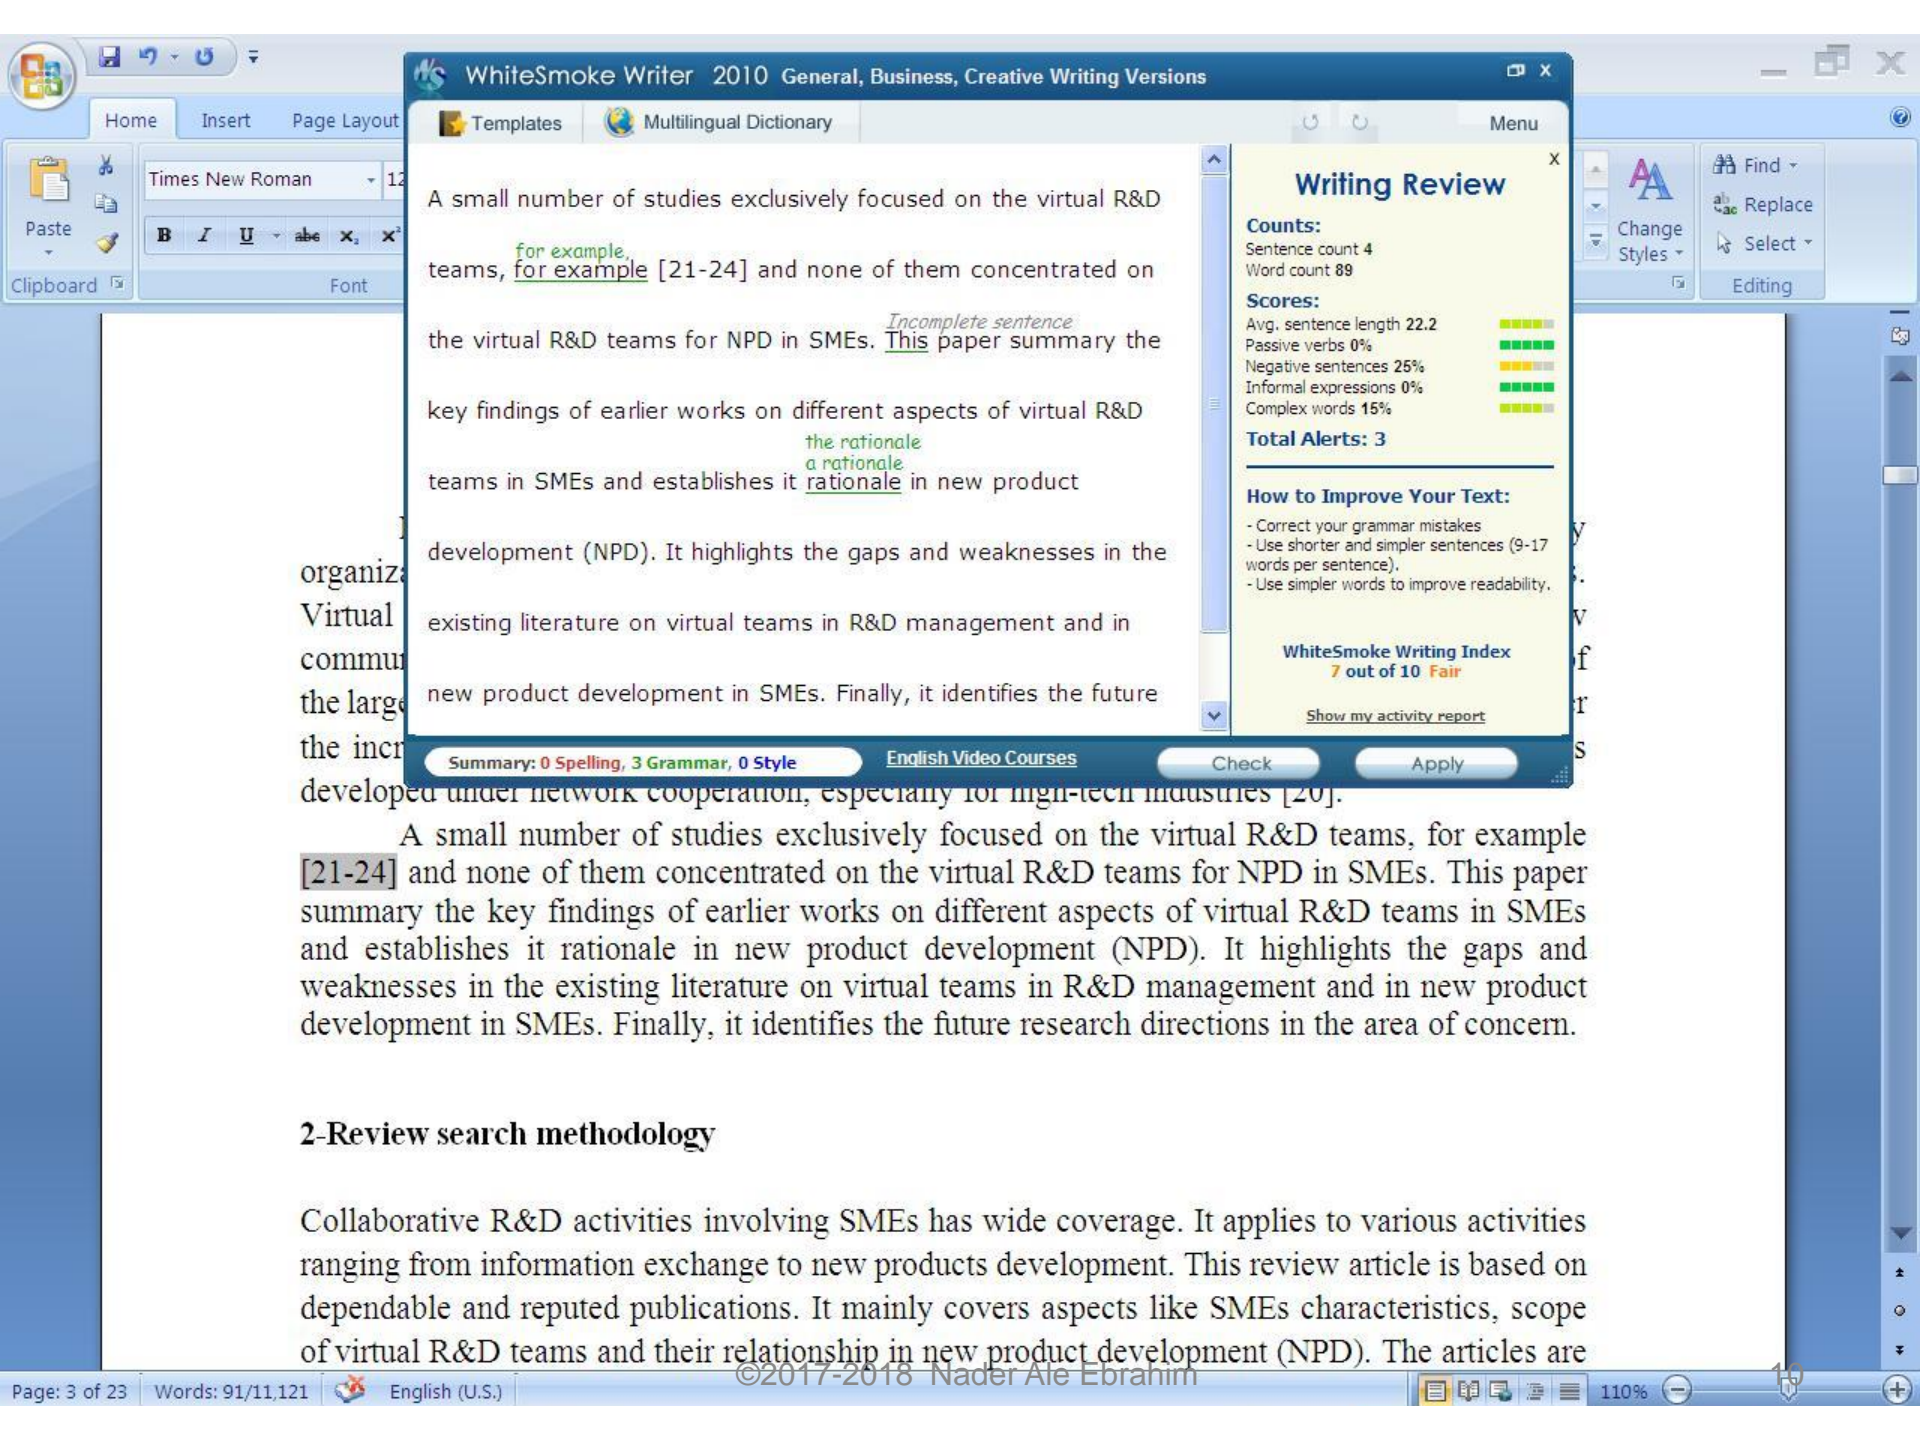 WhiteSmoke Writer 2010 General, Business, Creative Writing Versions
Home Insert Page Layout
Templates Multilingual Dictionary Menu
Times New Roman 12
Paste
B I U abc x₂ x²
Clipboard Font
Find
Replace
Select
Change
Styles
Editing
A small number of studies exclusively focused on the virtual R&D
for example,
teams, for example [21-24] and none of them concentrated on
Incomplete sentence
the virtual R&D teams for NPD in SMEs. This paper summary the
key findings of earlier works on different aspects of virtual R&D
the rationale
a rationale
teams in SMEs and establishes it rationale in new product
development (NPD). It highlights the gaps and weaknesses in the
existing literature on virtual teams in R&D management and in
new product development in SMEs. Finally, it identifies the future
Writing Review
Counts:
Sentence count 4
Word count 89
Scores:
Avg. sentence length 22.2
Passive verbs 0%
Negative sentences 25%
Informal expressions 0%
Complex words 15%
Total Alerts: 3
How to Improve Your Text:
- Correct your grammar mistakes
- Use shorter and simpler sentences (9-17
words per sentence).
- Use simpler words to improve readability.
WhiteSmoke Writing Index
7 out of 10 Fair
Show my activity report
Summary: 0 Spelling, 3 Grammar, 0 Style English Video Courses Check Apply
Virtual
the
developed under network cooperation, especially for high-tech industries [20].
A small number of studies exclusively focused on the virtual R&D teams, for example
[21-24] and none of them concentrated on the virtual R&D teams for NPD in SMEs. This paper
summary the key findings of earlier works on different aspects of virtual R&D teams in SMEs
and establishes it rationale in new product development (NPD). It highlights the gaps and
weaknesses in the existing literature on virtual teams in R&D management and in new product
development in SMEs. Finally, it identifies the future research directions in the area of concern.
2-Review search methodology
Collaborative R&D activities involving SMEs has wide coverage. It applies to various activities
ranging from information exchange to new products development. This review article is based on
dependable and reputed publications. It mainly covers aspects like SMEs characteristics, scope
of virtual R&D teams and their relationship in new product development (NPD). The articles are
©2017-2018 Nader Ale Ebrahim
10
Page: 3 of 23 Words: 91/11,121 English (U.S.) 110%